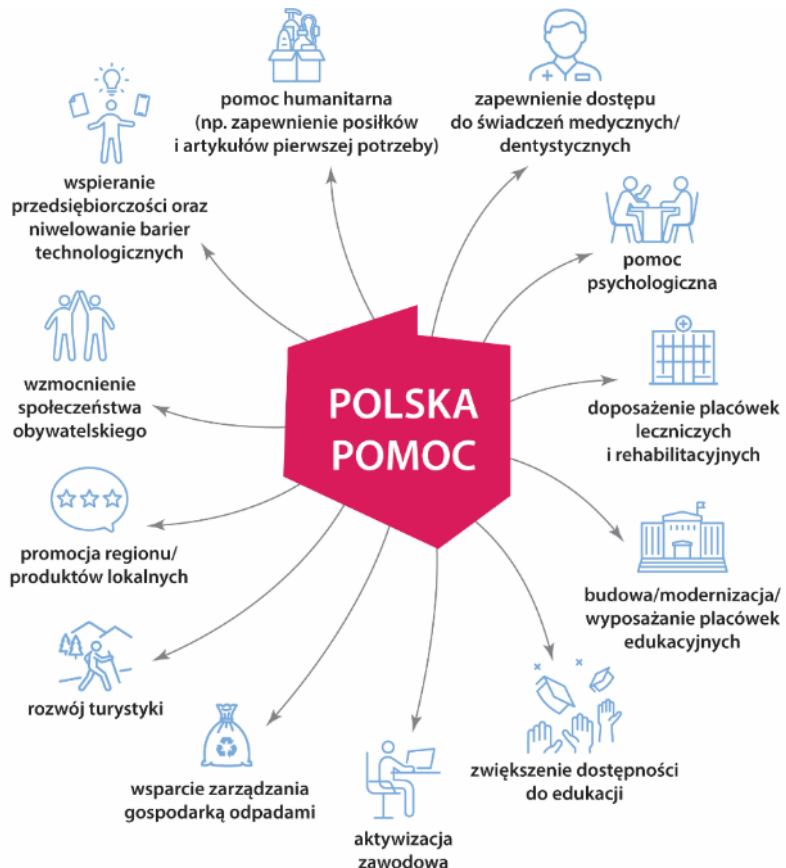 pomoc humanitarna
(np. zapewnienie posiłków
i artykułów pierwszej potrzeby)
zapewnienie dostępu
do świadczeń medycznych/
dentystycznych
pomoc
psychologiczna
doposażenie placówek
leczniczych
i rehabilitacyjnych
budowa/modernizacja/
wyposażanie placówek
edukacyjnych
zwiększenie dostępności
do edukacji
aktywizacja
zawodowa
wsparcie zarządzania
gospodarką odpadami
rozwój turystyki
promocja regionu/
produktów lokalnych
wzmocnienie
społeczeństwa
obywatelskiego
wspieranie
przedsiębiorczości oraz
niwelowanie barier
technologicznych
POLSKA
POMOC